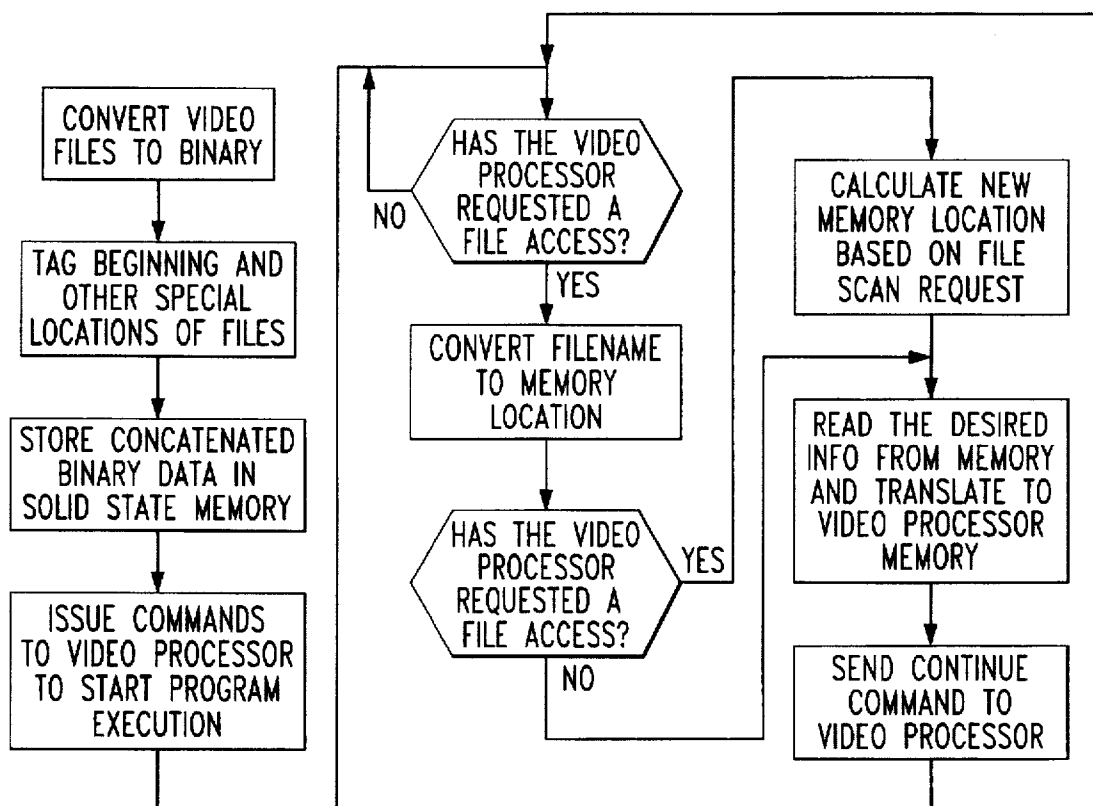 CONVERT VIDEO
FILES TO BINARY
TAG BEGINNING AND
OTHER SPECIAL
LOCATIONS OF FILES
STORE CONCATENATED
BINARY DATA IN
SOLID STATE MEMORY
ISSUE COMMANDS
TO VIDEO PROCESSOR
TO START PROGRAM
EXECUTION
HAS THE VIDEO
PROCESSOR
REQUESTED A
FILE ACCESS?
NO
YES
CONVERT FILENAME
TO MEMORY
LOCATION
HAS THE VIDEO
PROCESSOR
REQUESTED A
FILE ACCESS?
YES
NO
CALCULATE NEW
MEMORY LOCATION
BASED ON FILE
SCAN REQUEST
READ THE DESIRED
INFO FROM MEMORY
AND TRANSLATE TO
VIDEO PROCESSOR
MEMORY
SEND CONTINUE
COMMAND TO
VIDEO PROCESSOR